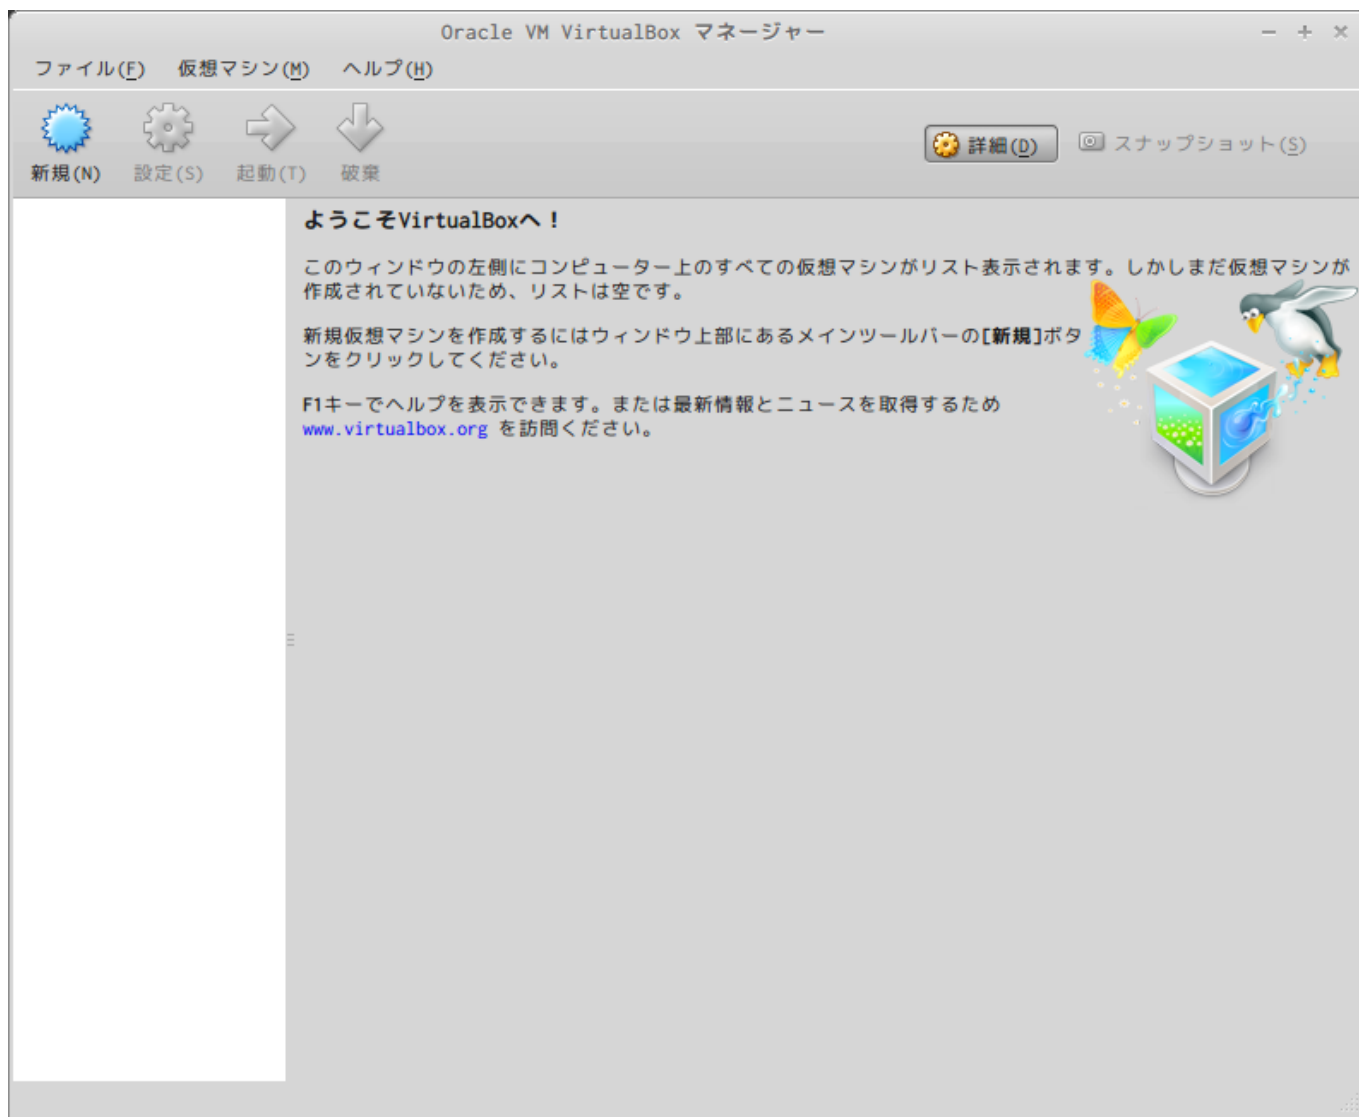 Oracle VM VirtualBox マネージャー
ファイル(F) 仮想マシン(M) ヘルプ(H)
新規(N) 設定(S) 起動(T) 破棄
詳細(D) スナップショット(S)
ようこそVirtualBoxへ！
このウィンドウの左側にコンピューター上のすべての仮想マシンがリスト表示されます。しかしまだ仮想マシンが
作成されていないため、リストは空です。
新規仮想マシンを作成するにはウィンドウ上部にあるメインツールバーの[新規]ボタ
ンをクリックしてください。
F1キーでヘルプを表示できます。または最新情報とニュースを取得するため
www.virtualbox.org を訪問ください。